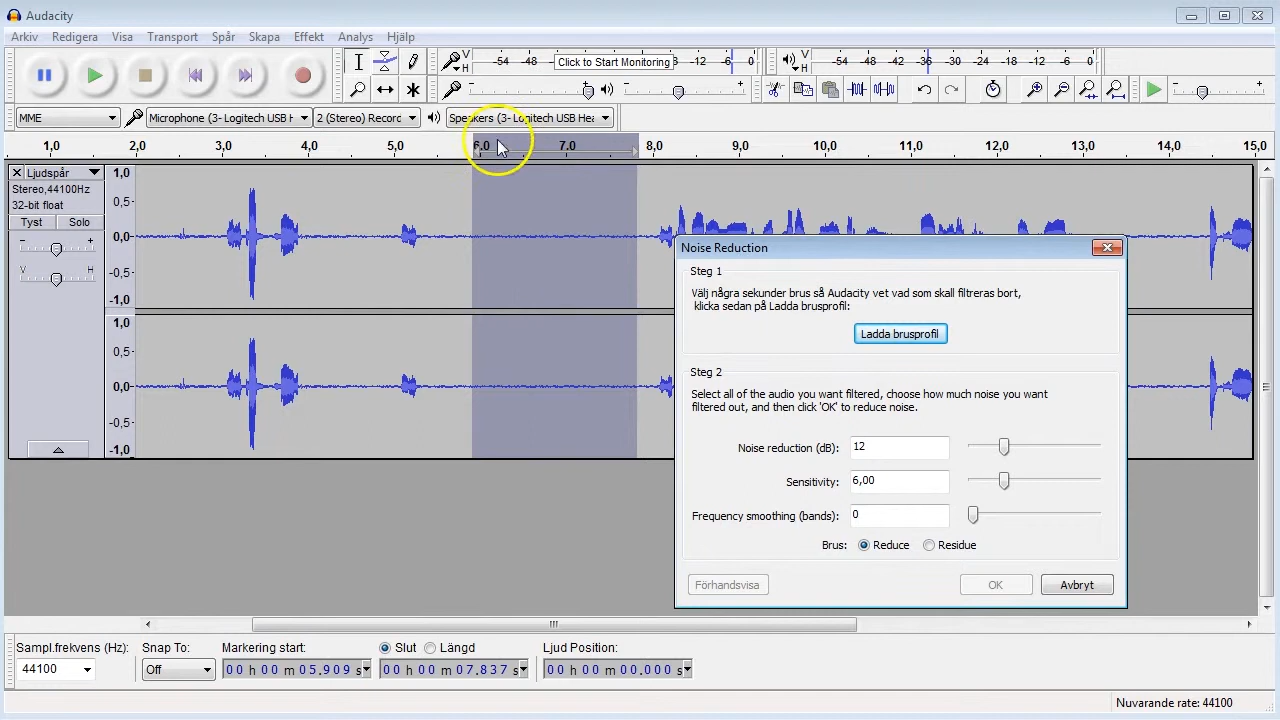 Audacity
Arkiv Redigera Visa Transport Spår Skapa Effekt Analys Hjälp
V H -54 -48 Click to Start Monitoring -12 -6 0 V H -54 -48 -42 -36 -30 -24 -18 -12 -6 0
MME Microphone (3- Logitech USB H 2 (Stereo) Record Speakers (3- Logitech USB Hea
1,0 2,0 3,0 4,0 5,0 6,0 7,0 8,0 9,0 10,0 11,0 12,0 13,0 14,0 15,0
Ljudspår
Stereo,44100Hz
32-bit float
Tyst Solo
- +
V H
1,0
0,5-
0,0-
-0,5-
-1,0
1,0
0,5-
0,0-
-0,5-
-1,0
Noise Reduction
Steg 1
Välj några sekunder brus så Audacity vet vad som skall filtreras bort,
klicka sedan på Ladda brusprofil:
Ladda brusprofil
Steg 2
Select all of the audio you want filtered, choose how much noise you want
filtered out, and then click 'OK' to reduce noise.
Noise reduction (dB): 12
Sensitivity: 6,00
Frequency smoothing (bands): 0
Brus: Reduce Residue
Förhandsvisa OK Avbryt
Sampl.frekvens (Hz): Snap To: Markering start: Slut Längd Ljud Position:
44100 Off 00 h 00 m 05.909 s 00 h 00 m 07.837 s 00 h 00 m 00.000 s
Nuvarande rate: 44100